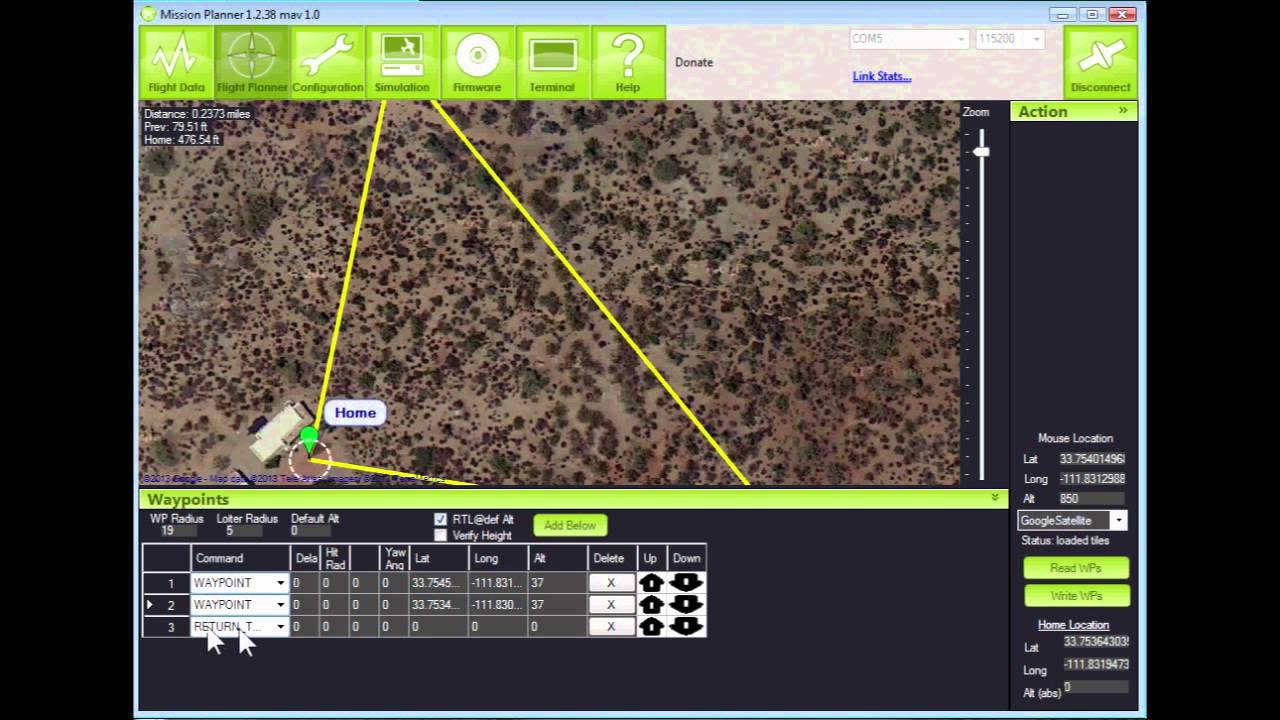 Mission Planner 1.2.38 mav 1.0
Flight Data Flight Planner Configuration Simulation Firmware Terminal Help
Donate
COM5 115200
Link Stats...
Disconnect
Distance: 0.2373 miles
Prev: 79.51 ft
Home: 476.54 ft
Zoom
Action
Home
Mouse Location
Lat 33.75401496
Long -111.8312988
Alt 850
GoogleSatellite
Status: loaded tiles
Read WPs
Write WPs
Home Location
Lat 33.75364303
Long -111.8319473
Alt (abs) 0
©2013 Google - Map
Waypoints
WP Radius Loiter Radius Default Alt
19 5 0
RTL@def Alt
Verify Height
Add Below
Command Dela Hit Rad Yaw Ang Lat Long Alt Delete Up Down
1 WAYPOINT 0 0 0 0 33.7545... -111.831... 37 X
2 WAYPOINT 0 0 0 0 33.7534... -111.830... 37 X
3 RETURN_T... 0 0 0 0 0 0 0 X